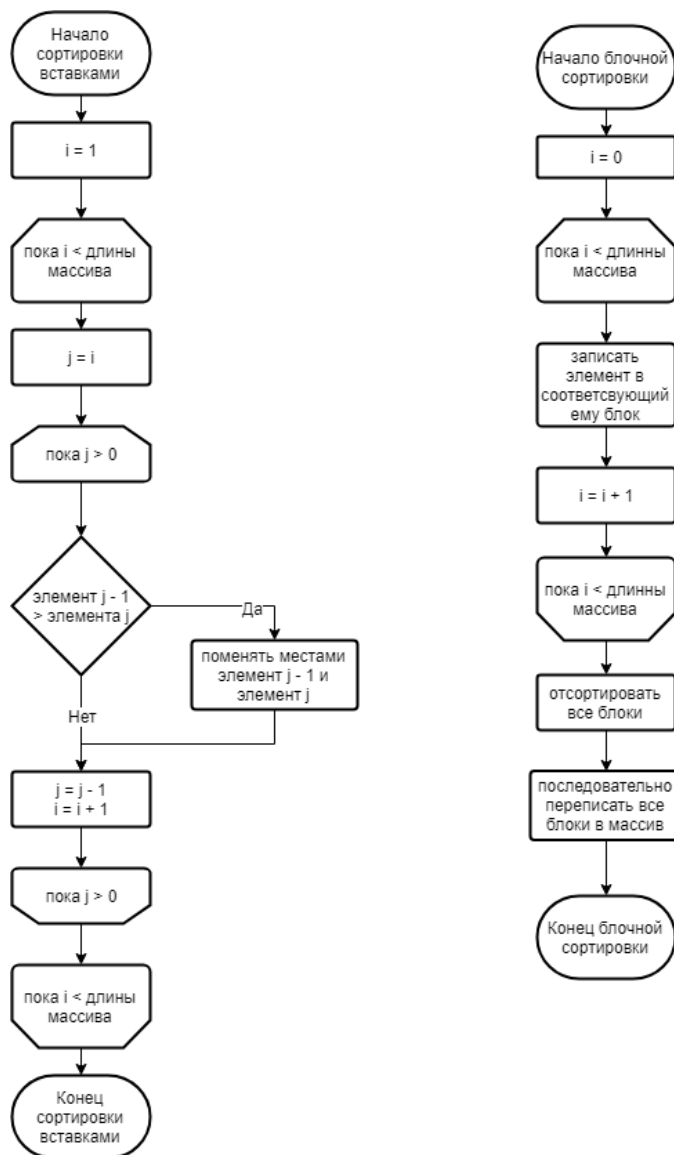 Начало
сортировки
вставками
i = 1
пока i < длины
массива
j = i
пока j > 0
элемент j - 1
> элемента j
Да
поменять местами
элемент j - 1 и
элемент j
Нет
j = j - 1
i = i + 1
пока j > 0
пока i < длины
массива
Конец
сортировки
вставками
Начало блочной
сортировки
i = 0
пока i < длинны
массива
записать
элемент в
соответсвующий
ему блок
i = i + 1
пока i < длинны
массива
отсортировать
все блоки
последовательно
переписать все
блоки в массив
Конец блочной
сортировки